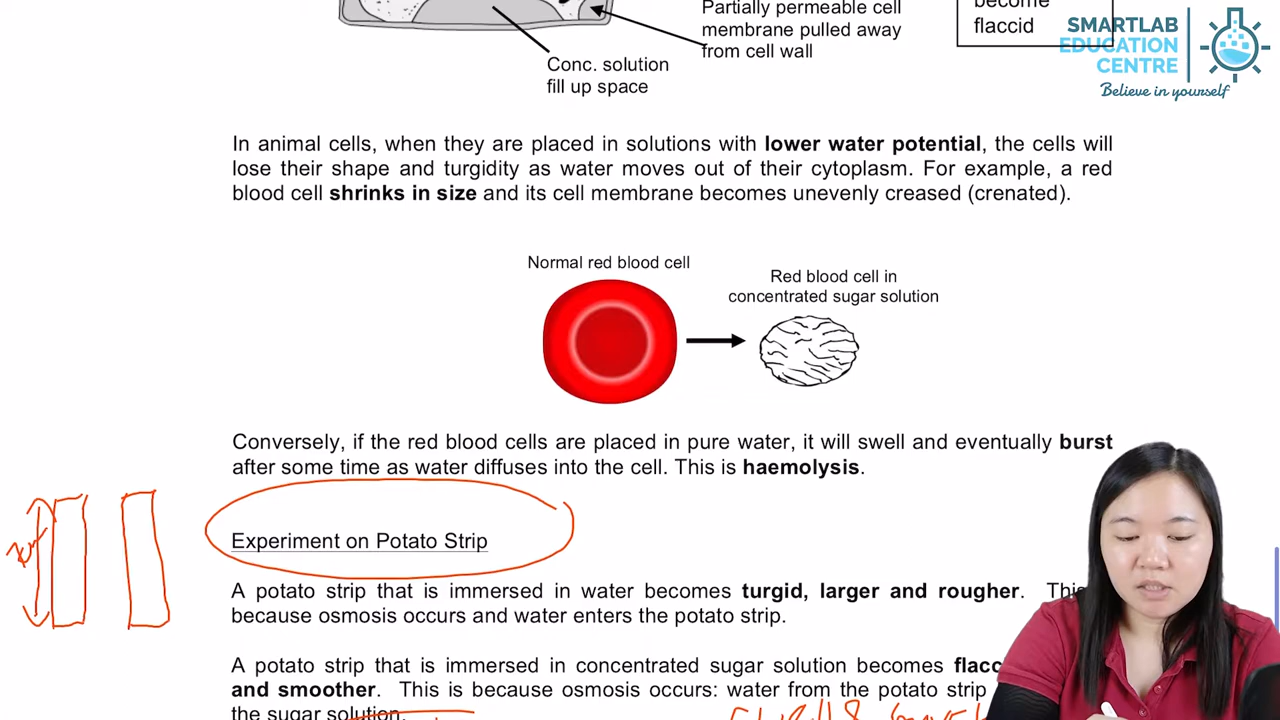 become
flaccid
Partially permeable cell
membrane pulled away
from cell wall
Conc. solution
fill up space
SMARTLAB
EDUCATION
CENTRE
Believe in yourself
In animal cells, when they are placed in solutions with lower water potential, the cells will
lose their shape and turgidity as water moves out of their cytoplasm. For example, a red
blood cell shrinks in size and its cell membrane becomes unevenly creased (crenated).
Normal red blood cell
Red blood cell in
concentrated sugar solution
Conversely, if the red blood cells are placed in pure water, it will swell and eventually burst
after some time as water diffuses into the cell. This is haemolysis.
Experiment on Potato Strip
A potato strip that is immersed in water becomes turgid, larger and rougher. This
because osmosis occurs and water enters the potato strip.
A potato strip that is immersed in concentrated sugar solution becomes flacc
and smoother. This is because osmosis occurs: water from the potato strip
the sugar solution.